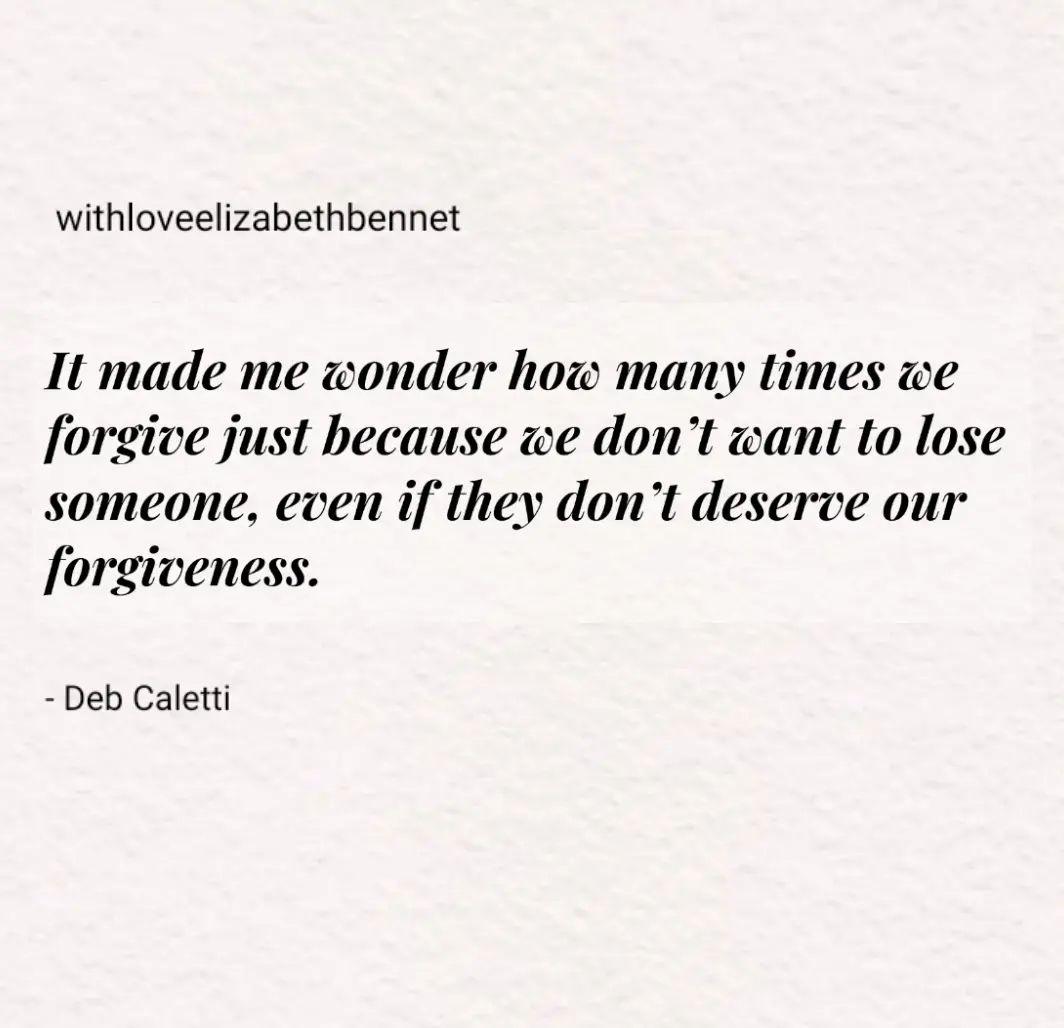 withloveelizabethbennet
It made me wonder how many times we
forgive just because we don’t want to lose
someone, even if they don’t deserve our
forgiveness.
- Deb Caletti